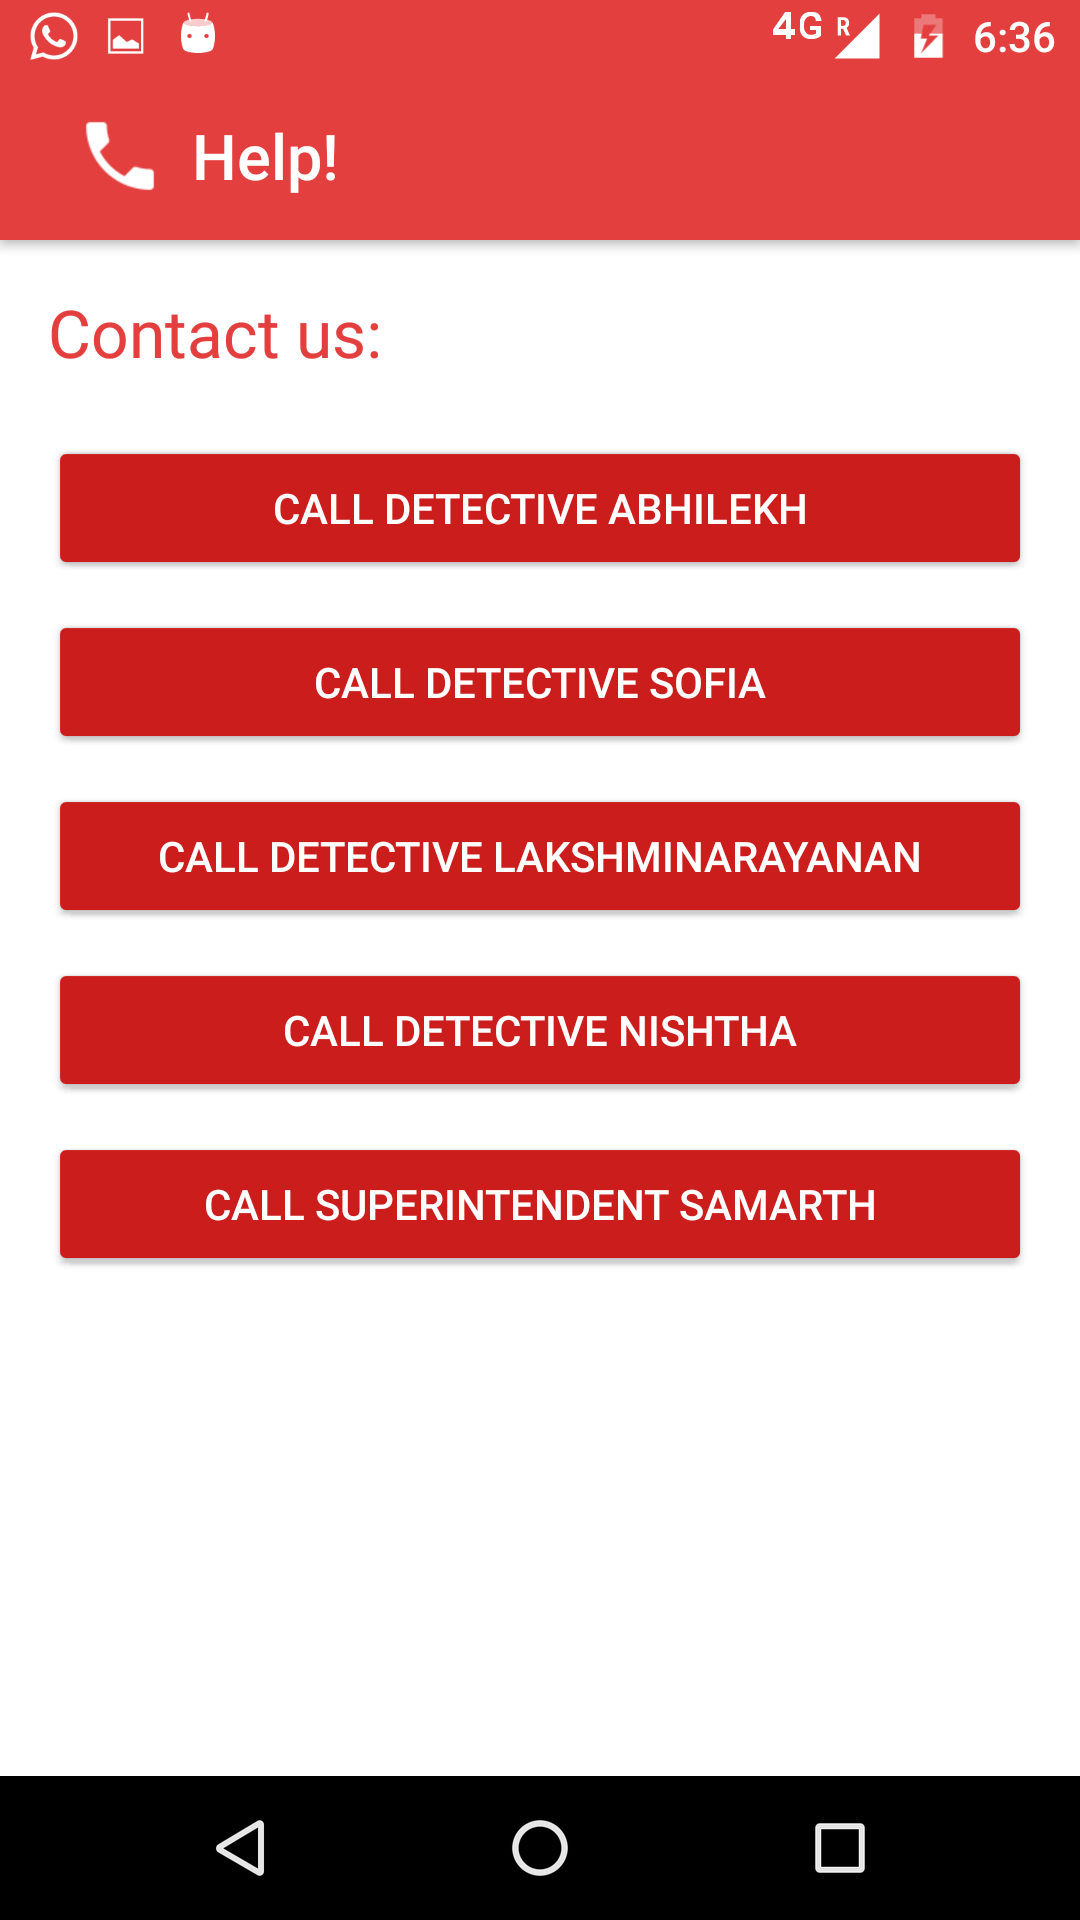 4G R 6:36
Help!
Contact us:
CALL DETECTIVE ABHILEKH
CALL DETECTIVE SOFIA
CALL DETECTIVE LAKSHMINARAYANAN
CALL DETECTIVE NISHTHA
CALL SUPERINTENDENT SAMARTH